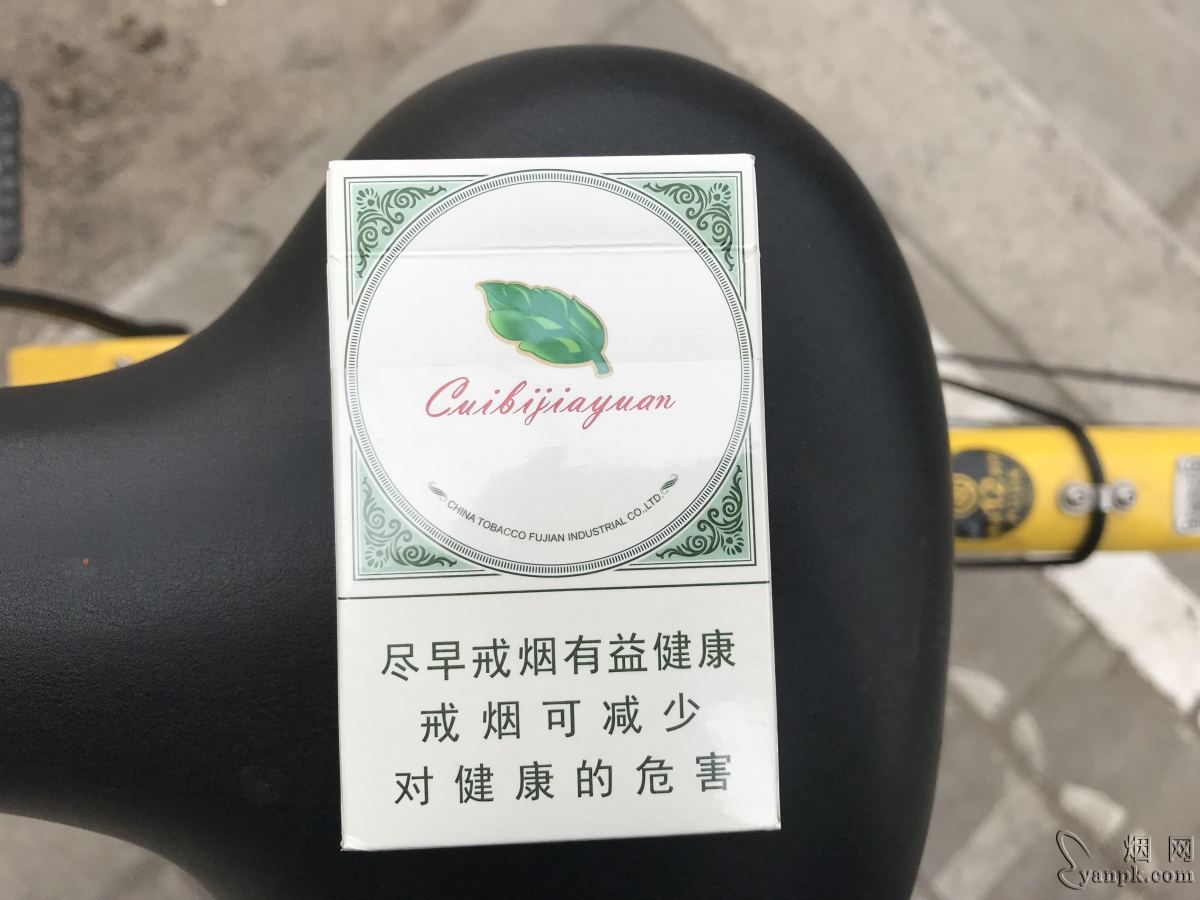 Cuibijiayuan
CHINA TOBACCO FUJIAN INDUSTRIAL CO.,LTD.
尽早戒烟有益健康
戒烟可减少
对健康的危害
烟网
yanpk.com